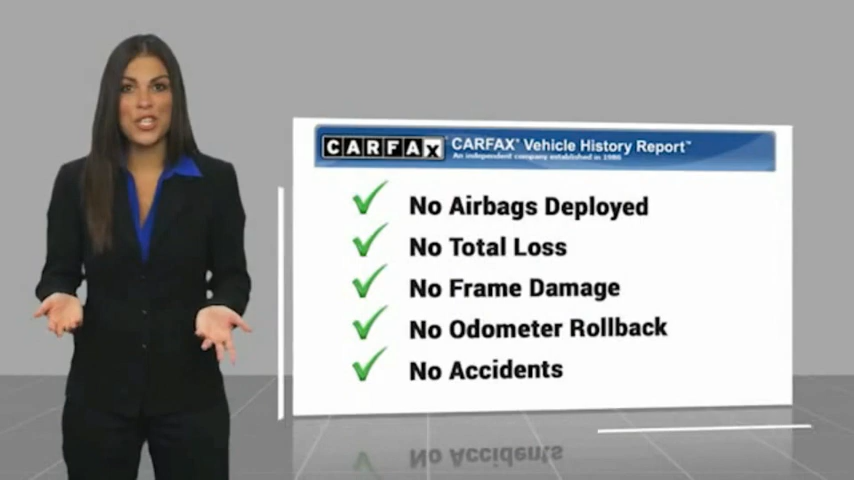 CARFAX CARFAX™ Vehicle History Report™
An independent company established in 1986
No Airbags Deployed
No Total Loss
No Frame Damage
No Odometer Rollback
No Accidents
No Accidents